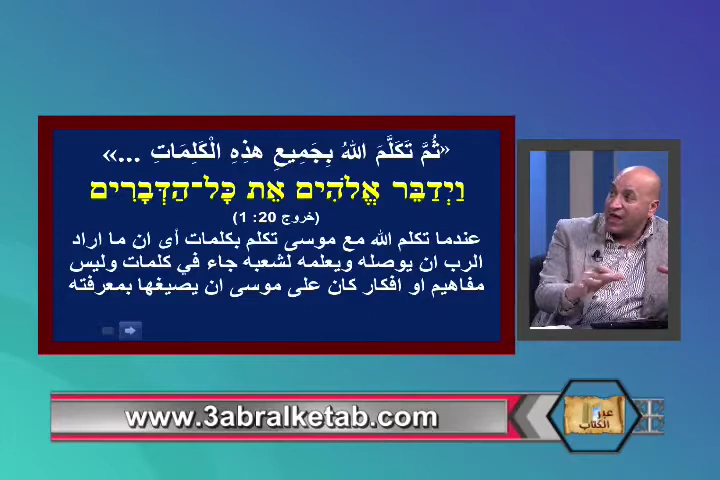 «ثُمَّ تَكَلَّمَ اللهُ بِجَمِيعِ هذِهِ الْكَلِمَاتِ ...»
וַיְדַבֵּר אֱלֹהִים אֵת כָּל־הַדְּבָרִים
(خروج 20: 1)
عندما تكلم الله مع موسى تكلم بكلمات أى ان ما اراد
الرب ان يوصله ويعلمه لشعبه جاء في كلمات وليس
مفاهيم او افكار كان على موسى ان يصيغها بمعرفته
www.3abralketab.com
عبر
الكتاب